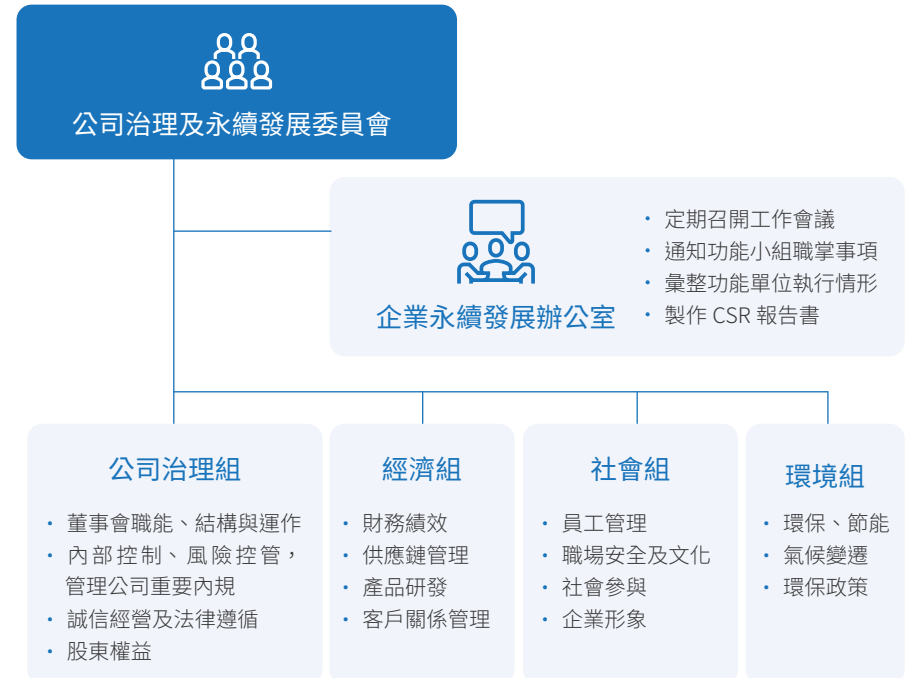 公司治理及永續發展委員會
企業永續發展辦公室
・ 定期召開工作會議
・ 通知功能小組職掌事項
・ 彙整功能單位執行情形
・ 製作 CSR 報告書
公司治理組
・ 董事會職能、結構與運作
・ 內部控制、風險控管，
管理公司重要內規
・ 誠信經營及法律遵循
・ 股東權益
經濟組
・ 財務績效
・ 供應鏈管理
・ 產品研發
・ 客戶關係管理
社會組
・ 員工管理
・ 職場安全及文化
・ 社會參與
・ 企業形象
環境組
・ 環保、節能
・ 氣候變遷
・ 環保政策